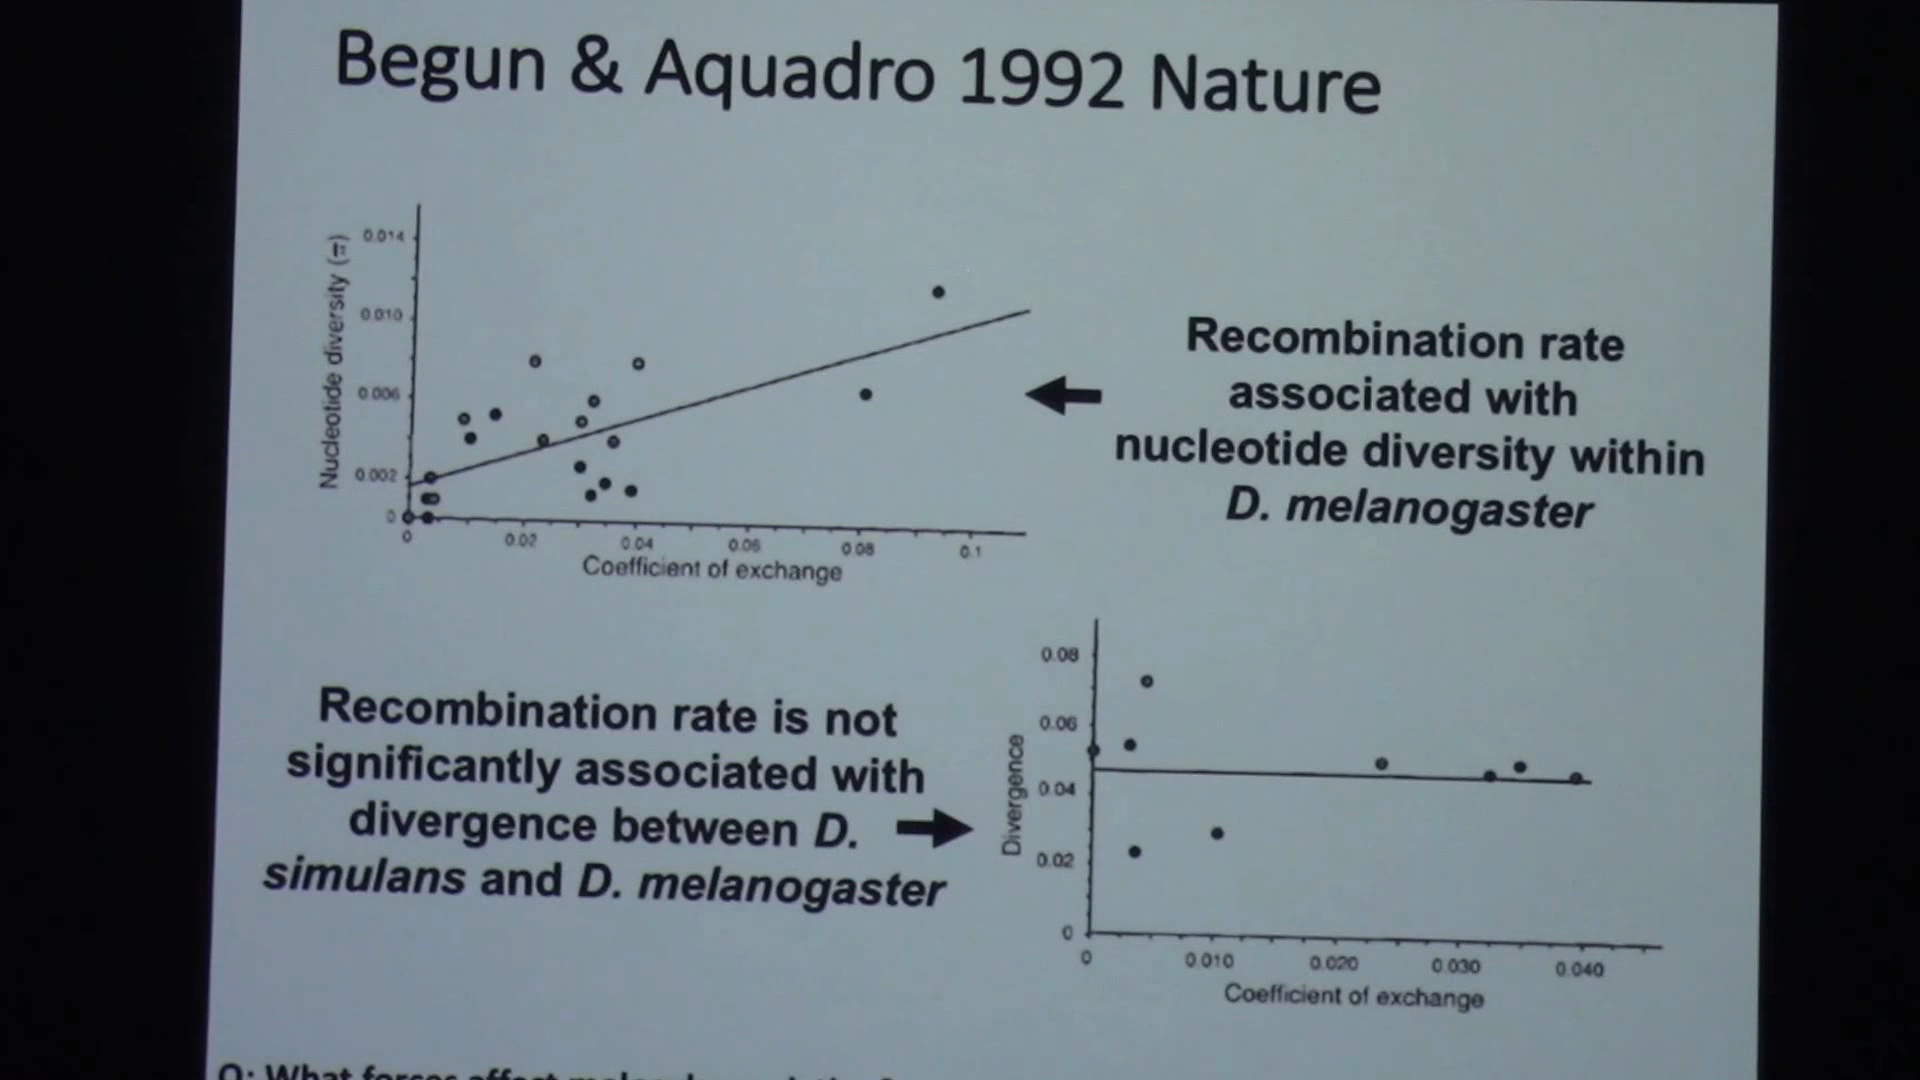 Begun & Aquadro 1992 Nature
Nucleotide diversity (π)
0.014
0.010
0.006
0.002
0
0
0.02
0.04
0.06
0.08
0.1
Coefficient of exchange
Recombination rate
associated with
nucleotide diversity within
D. melanogaster
Recombination rate is not
significantly associated with
divergence between D.
simulans and D. melanogaster
Divergence
0.08
0.06
0.04
0.02
0
0
0.010
0.020
0.030
0.040
Coefficient of exchange
Q: What forces affect